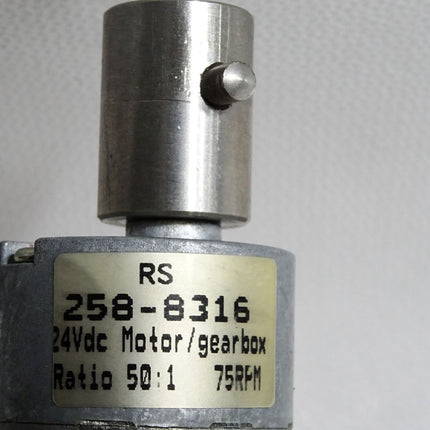 RS
258-8316
24Vdc Motor/gearbox
Ratio 50:1 75RPM